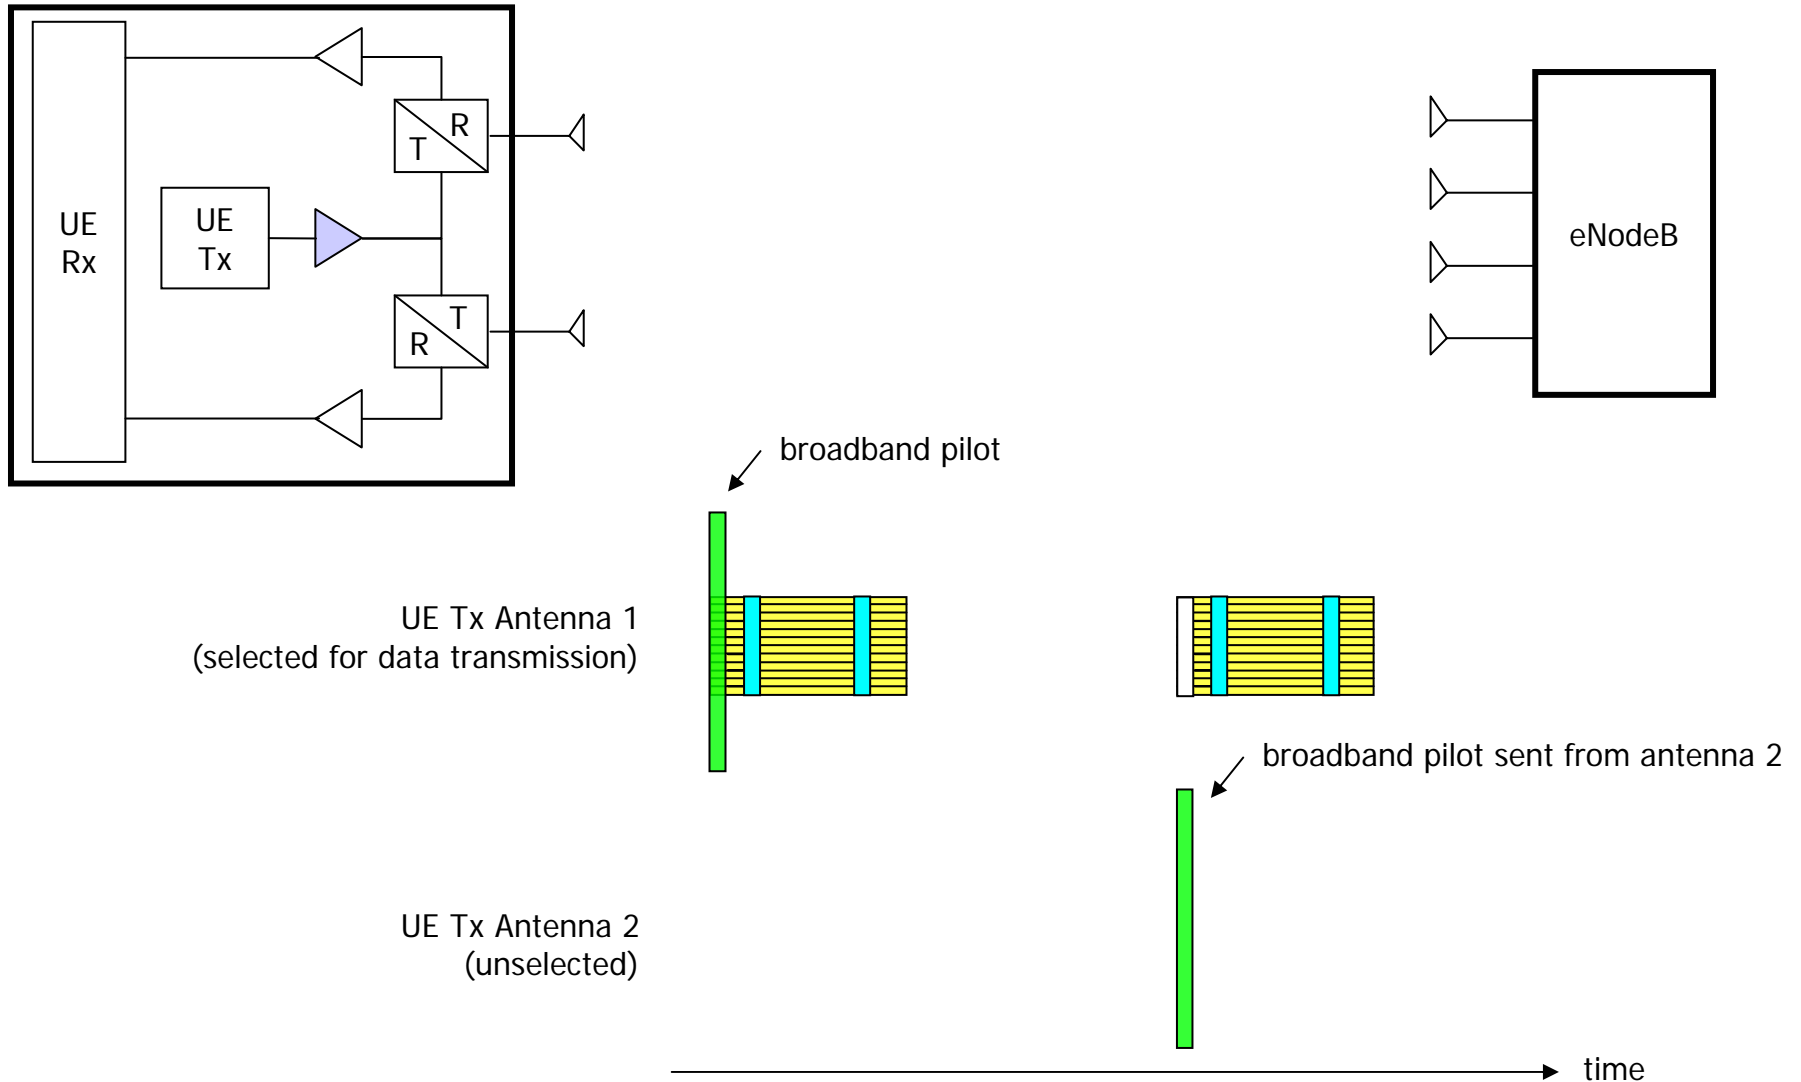 R
T
UE
Rx
UE
Tx
T
R
eNodeB
broadband pilot
UE Tx Antenna 1
(selected for data transmission)
broadband pilot sent from antenna 2
UE Tx Antenna 2
(unselected)
time